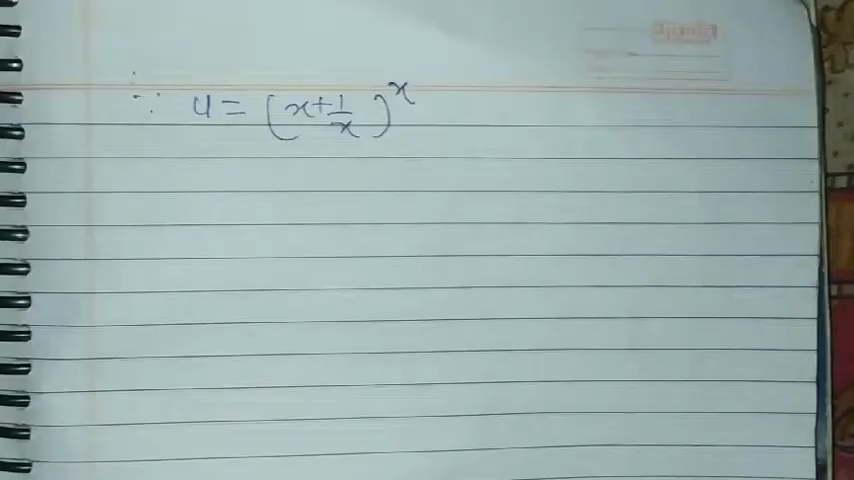 ∵ u = (x + 1/x)^x